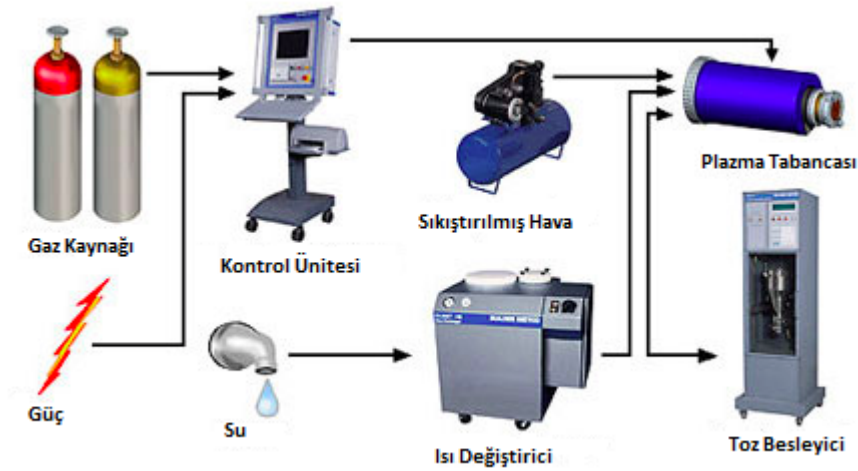 Gaz Kaynağı
Kontrol Ünitesi
Sıkıştırılmış Hava
Plazma Tabancası
Güç
Su
Isı Değiştirici
Toz Besleyici